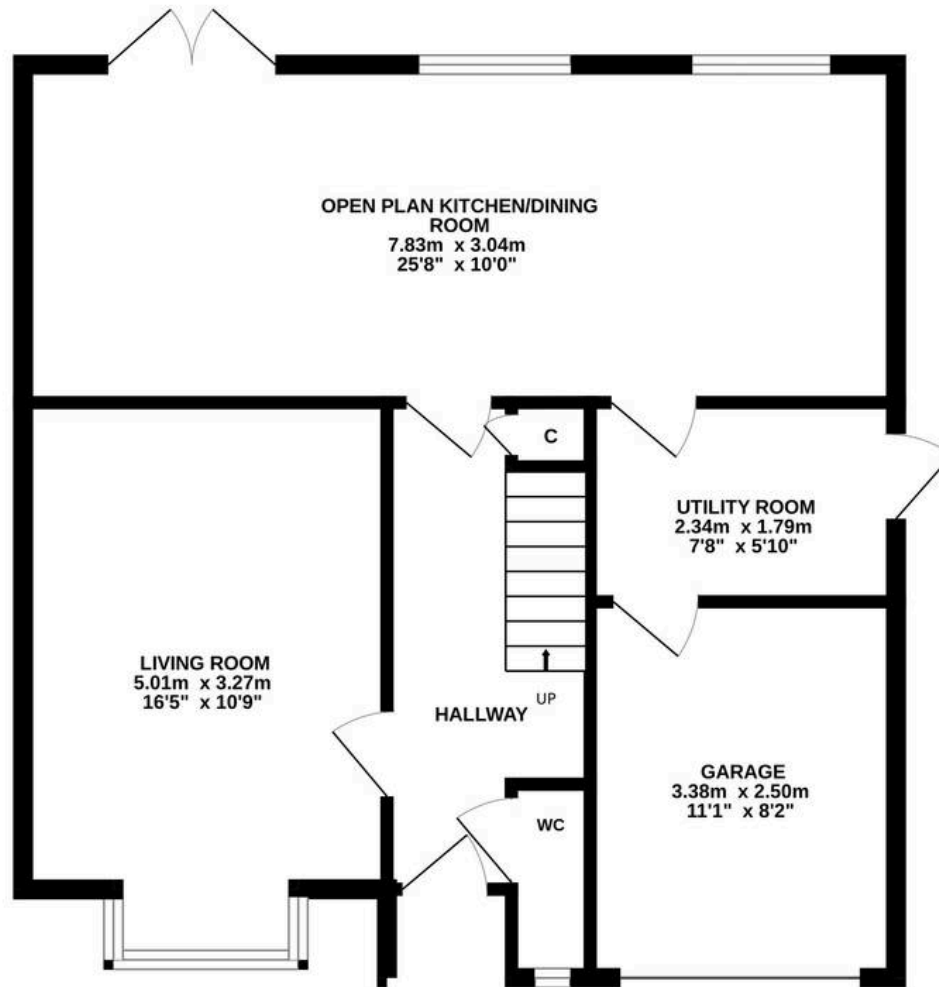 OPEN PLAN KITCHEN/DINING
ROOM
7.83m x 3.04m
25'8" x 10'0"
C
UTILITY ROOM
2.34m x 1.79m
7'8" x 5'10"
LIVING ROOM
5.01m x 3.27m
16'5" x 10'9"
UP
HALLWAY
GARAGE
3.38m x 2.50m
11'1" x 8'2"
WC